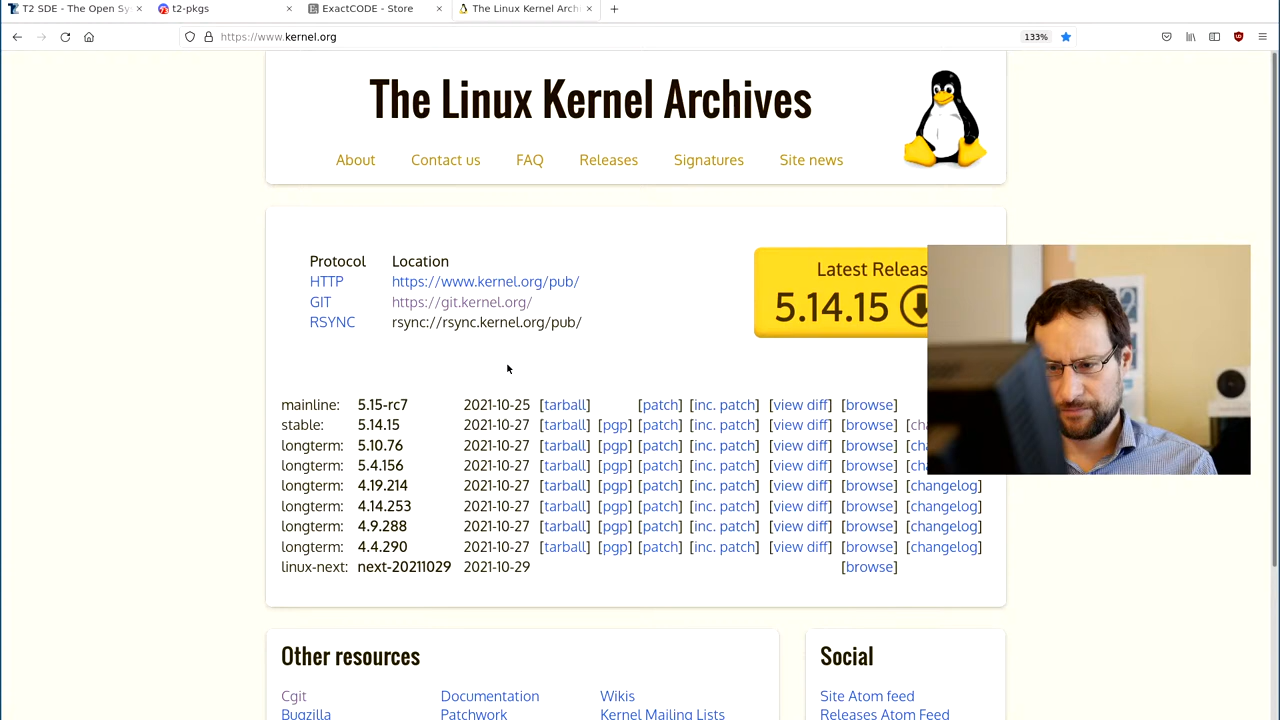 T2 SDE - The Open Sy
t2-pkgs
ExactCODE - Store
The Linux Kernel Archi
https://www.kernel.org
133%
The Linux Kernel Archives
About Contact us FAQ Releases Signatures Site news
Protocol Location
HTTP https://www.kernel.org/pub/
GIT https://git.kernel.org/
RSYNC rsync://rsync.kernel.org/pub/
Latest Releas
5.14.15
mainline: 5.15-rc7 2021-10-25 [tarball] [patch] [inc. patch] [view diff] [browse]
stable: 5.14.15 2021-10-27 [tarball] [pgp] [patch] [inc. patch] [view diff] [browse] [ch
longterm: 5.10.76 2021-10-27 [tarball] [pgp] [patch] [inc. patch] [view diff] [browse] [ch
longterm: 5.4.156 2021-10-27 [tarball] [pgp] [patch] [inc. patch] [view diff] [browse] [ch
longterm: 4.19.214 2021-10-27 [tarball] [pgp] [patch] [inc. patch] [view diff] [browse] [changelog]
longterm: 4.14.253 2021-10-27 [tarball] [pgp] [patch] [inc. patch] [view diff] [browse] [changelog]
longterm: 4.9.288 2021-10-27 [tarball] [pgp] [patch] [inc. patch] [view diff] [browse] [changelog]
longterm: 4.4.290 2021-10-27 [tarball] [pgp] [patch] [inc. patch] [view diff] [browse] [changelog]
linux-next: next-20211029 2021-10-29 [browse]
Other resources
Cgit Documentation Wikis
Bugzilla Patchwork Kernel Mailing Lists
Social
Site Atom feed
Releases Atom Feed